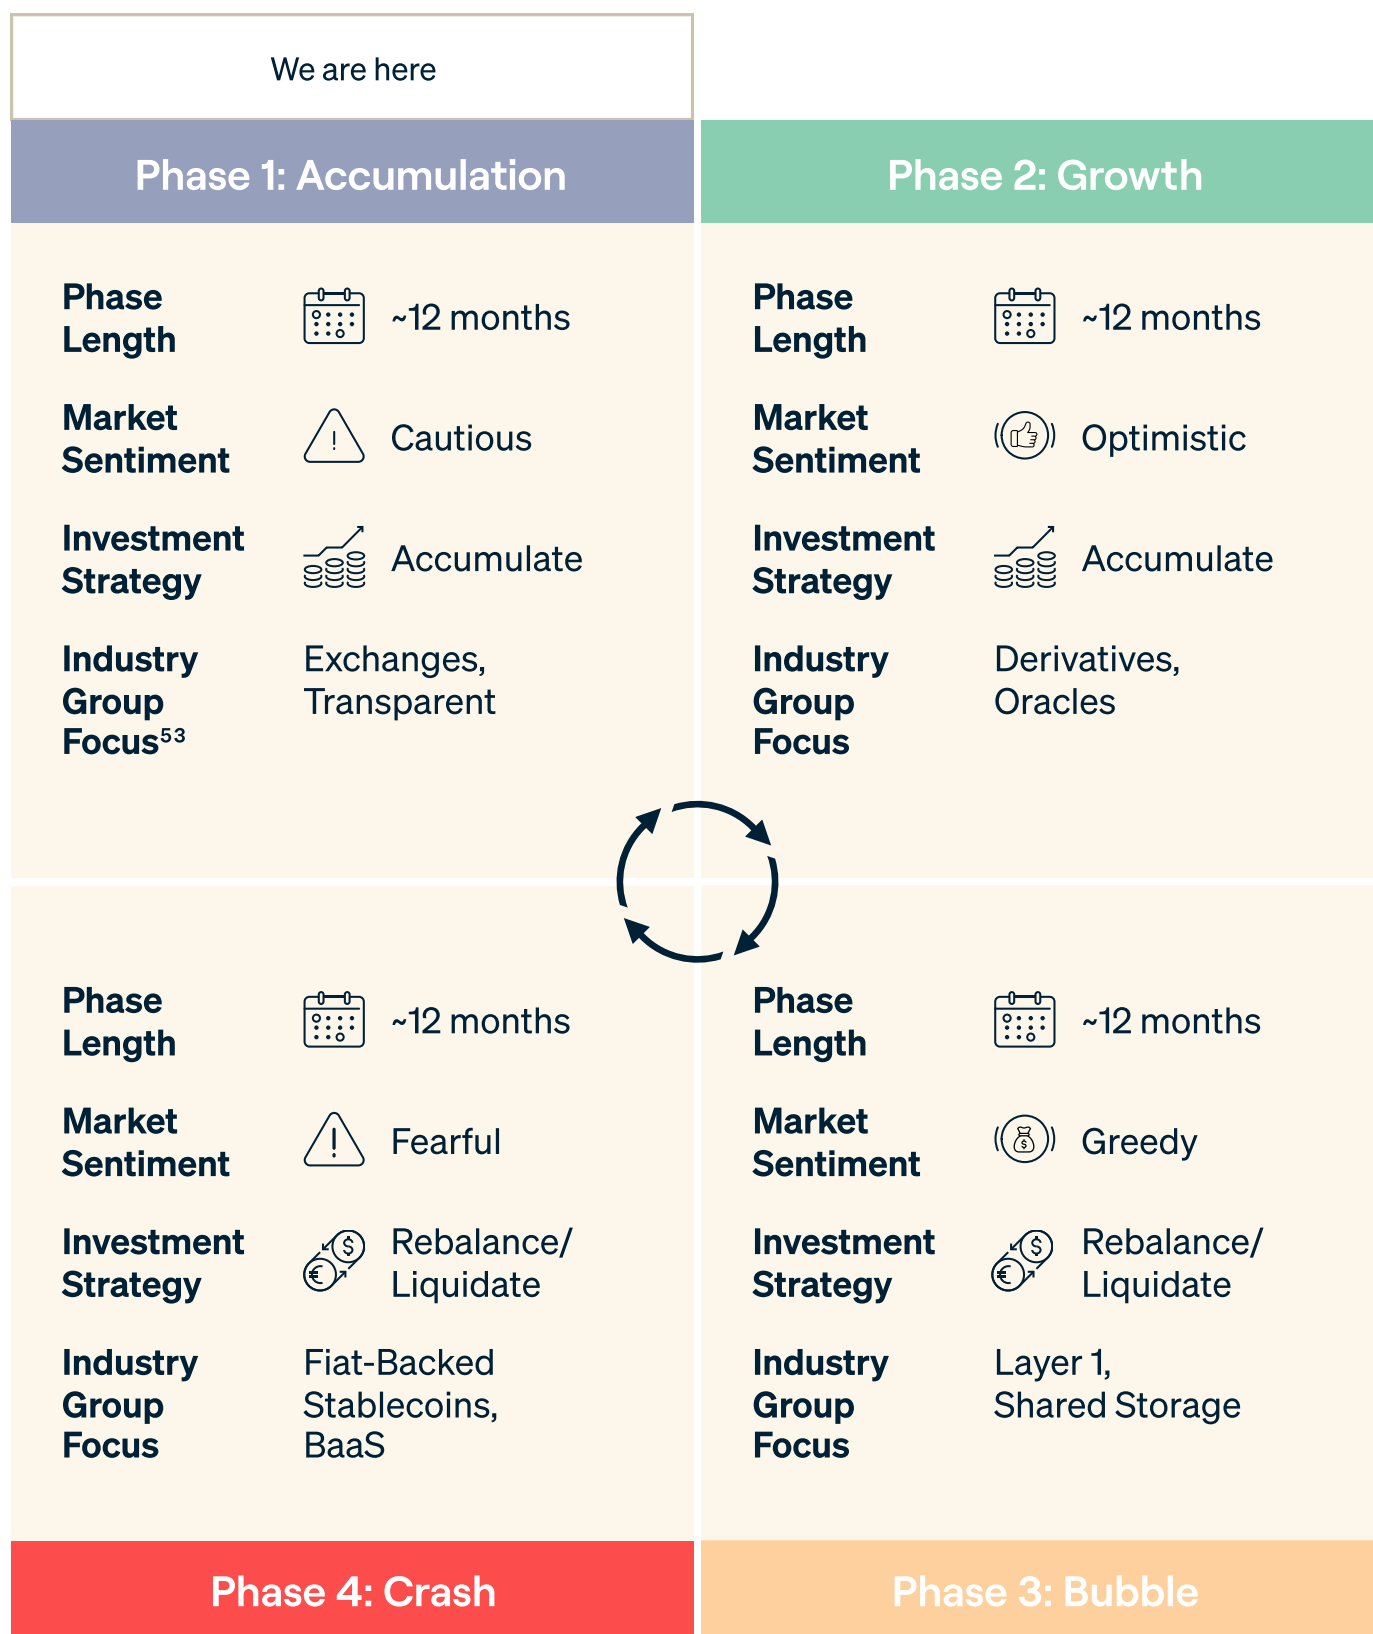 We are here
Phase 1: Accumulation
Phase
Length
~12 months
Market
Sentiment
Cautious
Investment
Strategy
Accumulate
Industry
Group
Focus53
Exchanges,
Transparent
Phase 2: Growth
Phase
Length
~12 months
Market
Sentiment
Optimistic
Investment
Strategy
Accumulate
Industry
Group
Focus
Derivatives,
Oracles
Phase
Length
~12 months
Market
Sentiment
Fearful
Investment
Strategy
Rebalance/
Liquidate
Industry
Group
Focus
Fiat-Backed
Stablecoins,
BaaS
Phase 4: Crash
Phase
Length
~12 months
Market
Sentiment
Greedy
Investment
Strategy
Rebalance/
Liquidate
Industry
Group
Focus
Layer 1,
Shared Storage
Phase 3: Bubble